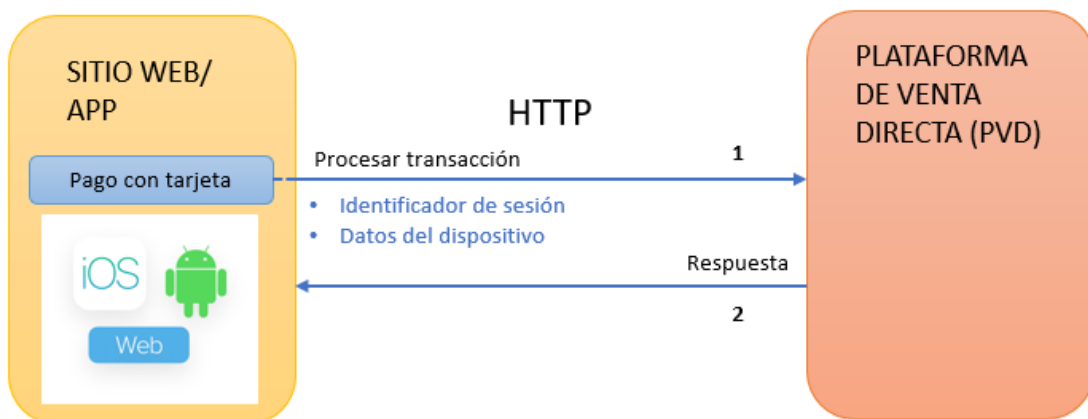 SITIO WEB/
APP
Pago con tarjeta
iOS
Web
HTTP
Procesar transacción
1
• Identificador de sesión
• Datos del dispositivo
Respuesta
2
PLATAFORMA
DE VENTA
DIRECTA (PVD)